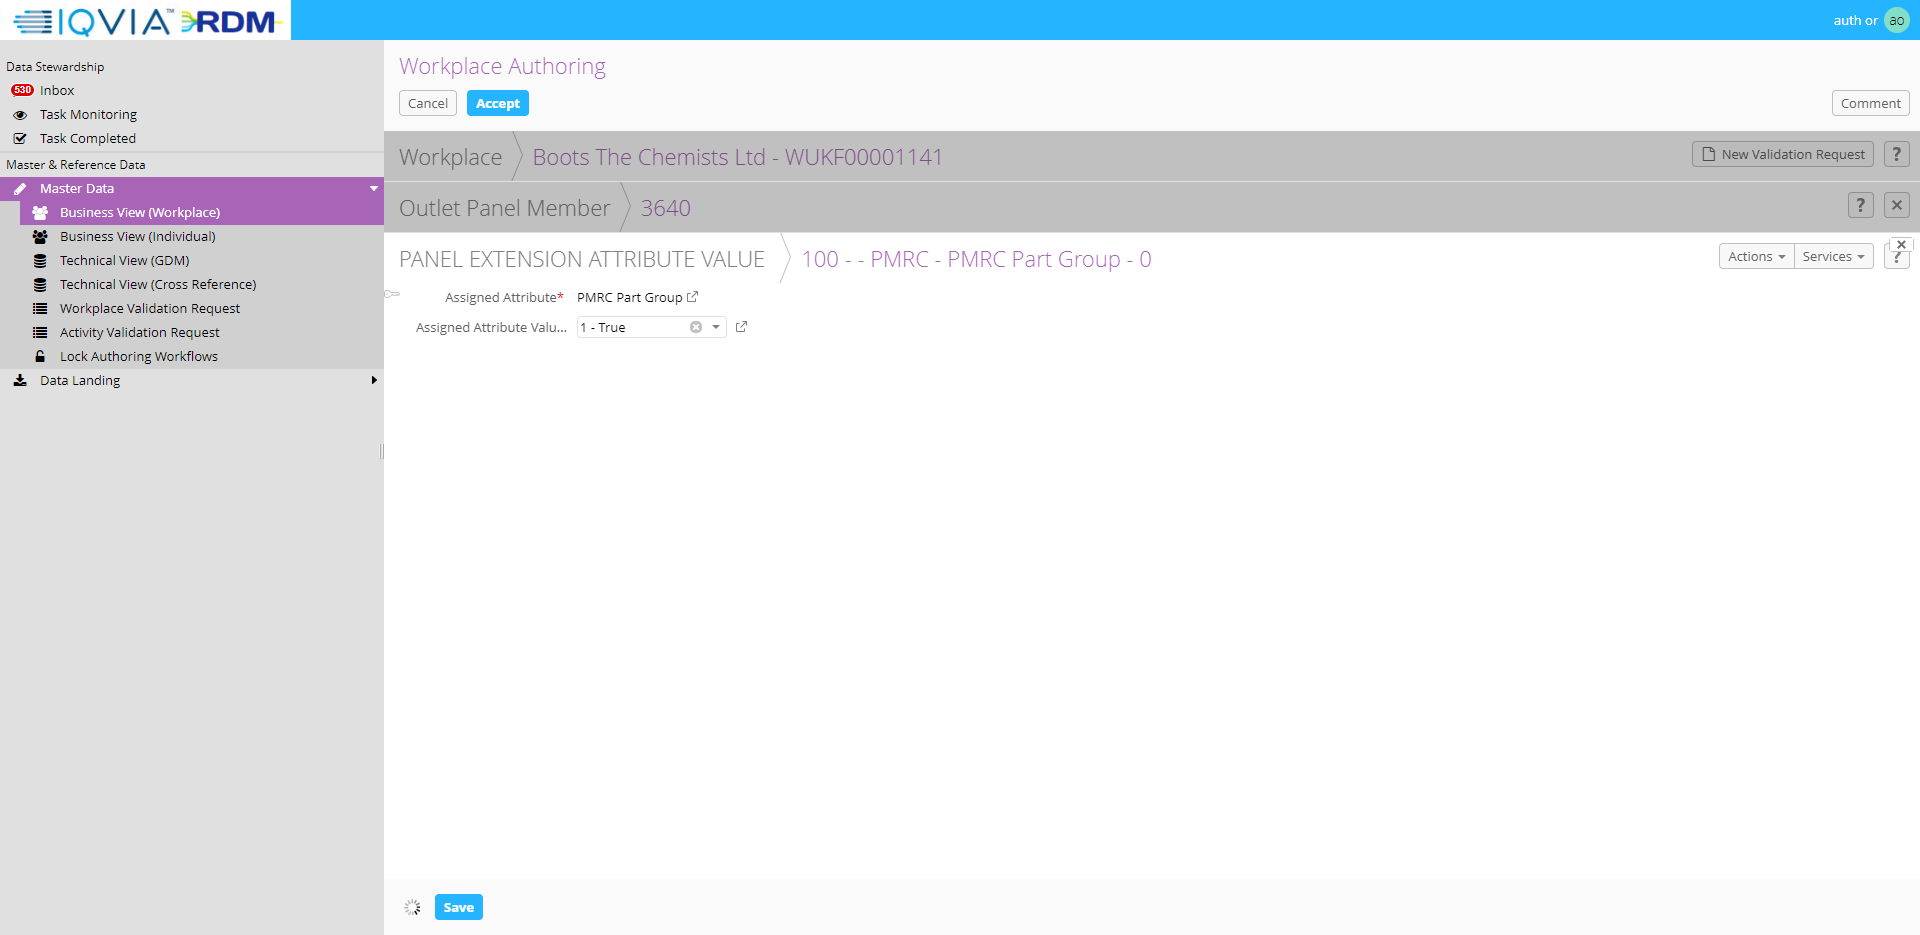 IQVIA™ RDM
auth or ao
Data Stewardship
530 Inbox
Task Monitoring
Task Completed
Master & Reference Data
Master Data
Business View (Workplace)
Business View (Individual)
Technical View (GDM)
Technical View (Cross Reference)
Workplace Validation Request
Activity Validation Request
Lock Authoring Workflows
Data Landing
Workplace Authoring
Cancel Accept Comment
Workplace Boots The Chemists Ltd - WUKF00001141 New Validation Request ?
Outlet Panel Member 3640 ?
PANEL EXTENSION ATTRIBUTE VALUE 100 - - PMRC - PMRC Part Group - 0 Actions Services ?
Assigned Attribute* PMRC Part Group
Assigned Attribute Valu... 1 - True
Save